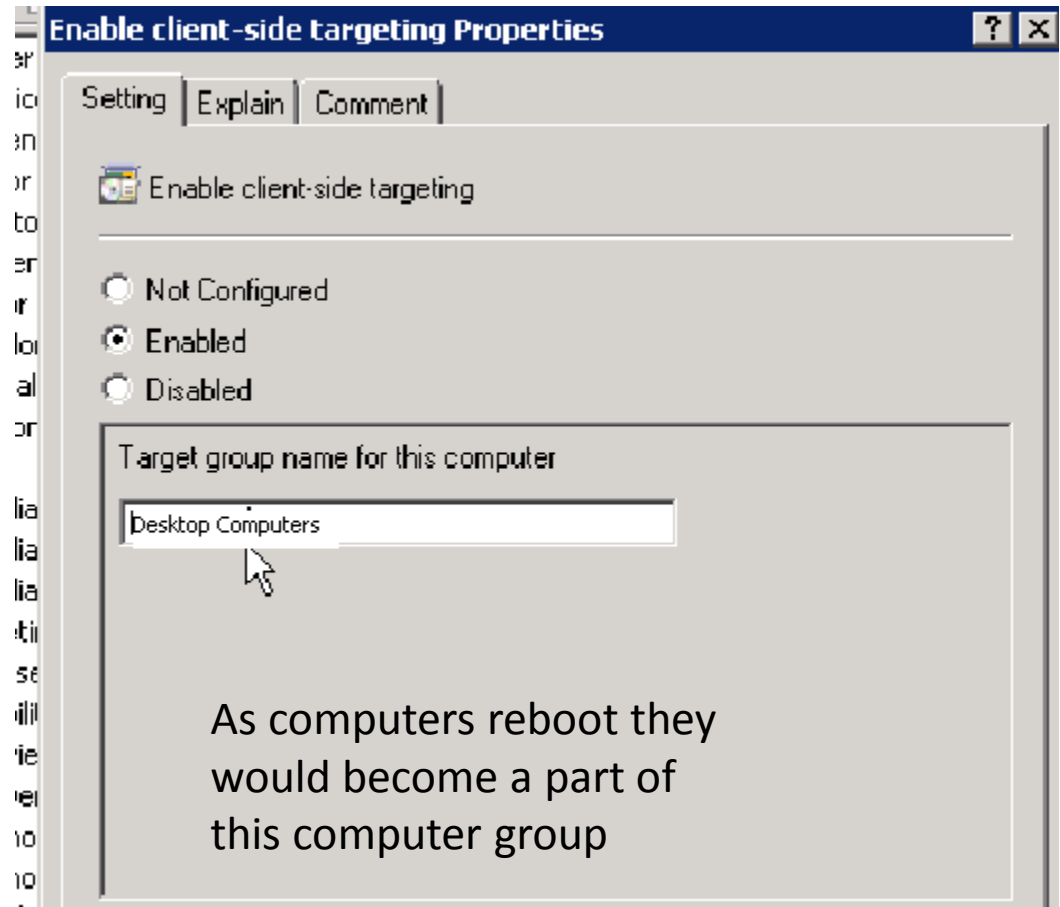 Enable client-side targeting Properties
Setting Explain Comment
Enable client-side targeting
Not Configured
Enabled
Disabled
Target group name for this computer
Desktop Computers
As computers reboot they
would become a part of
this computer group